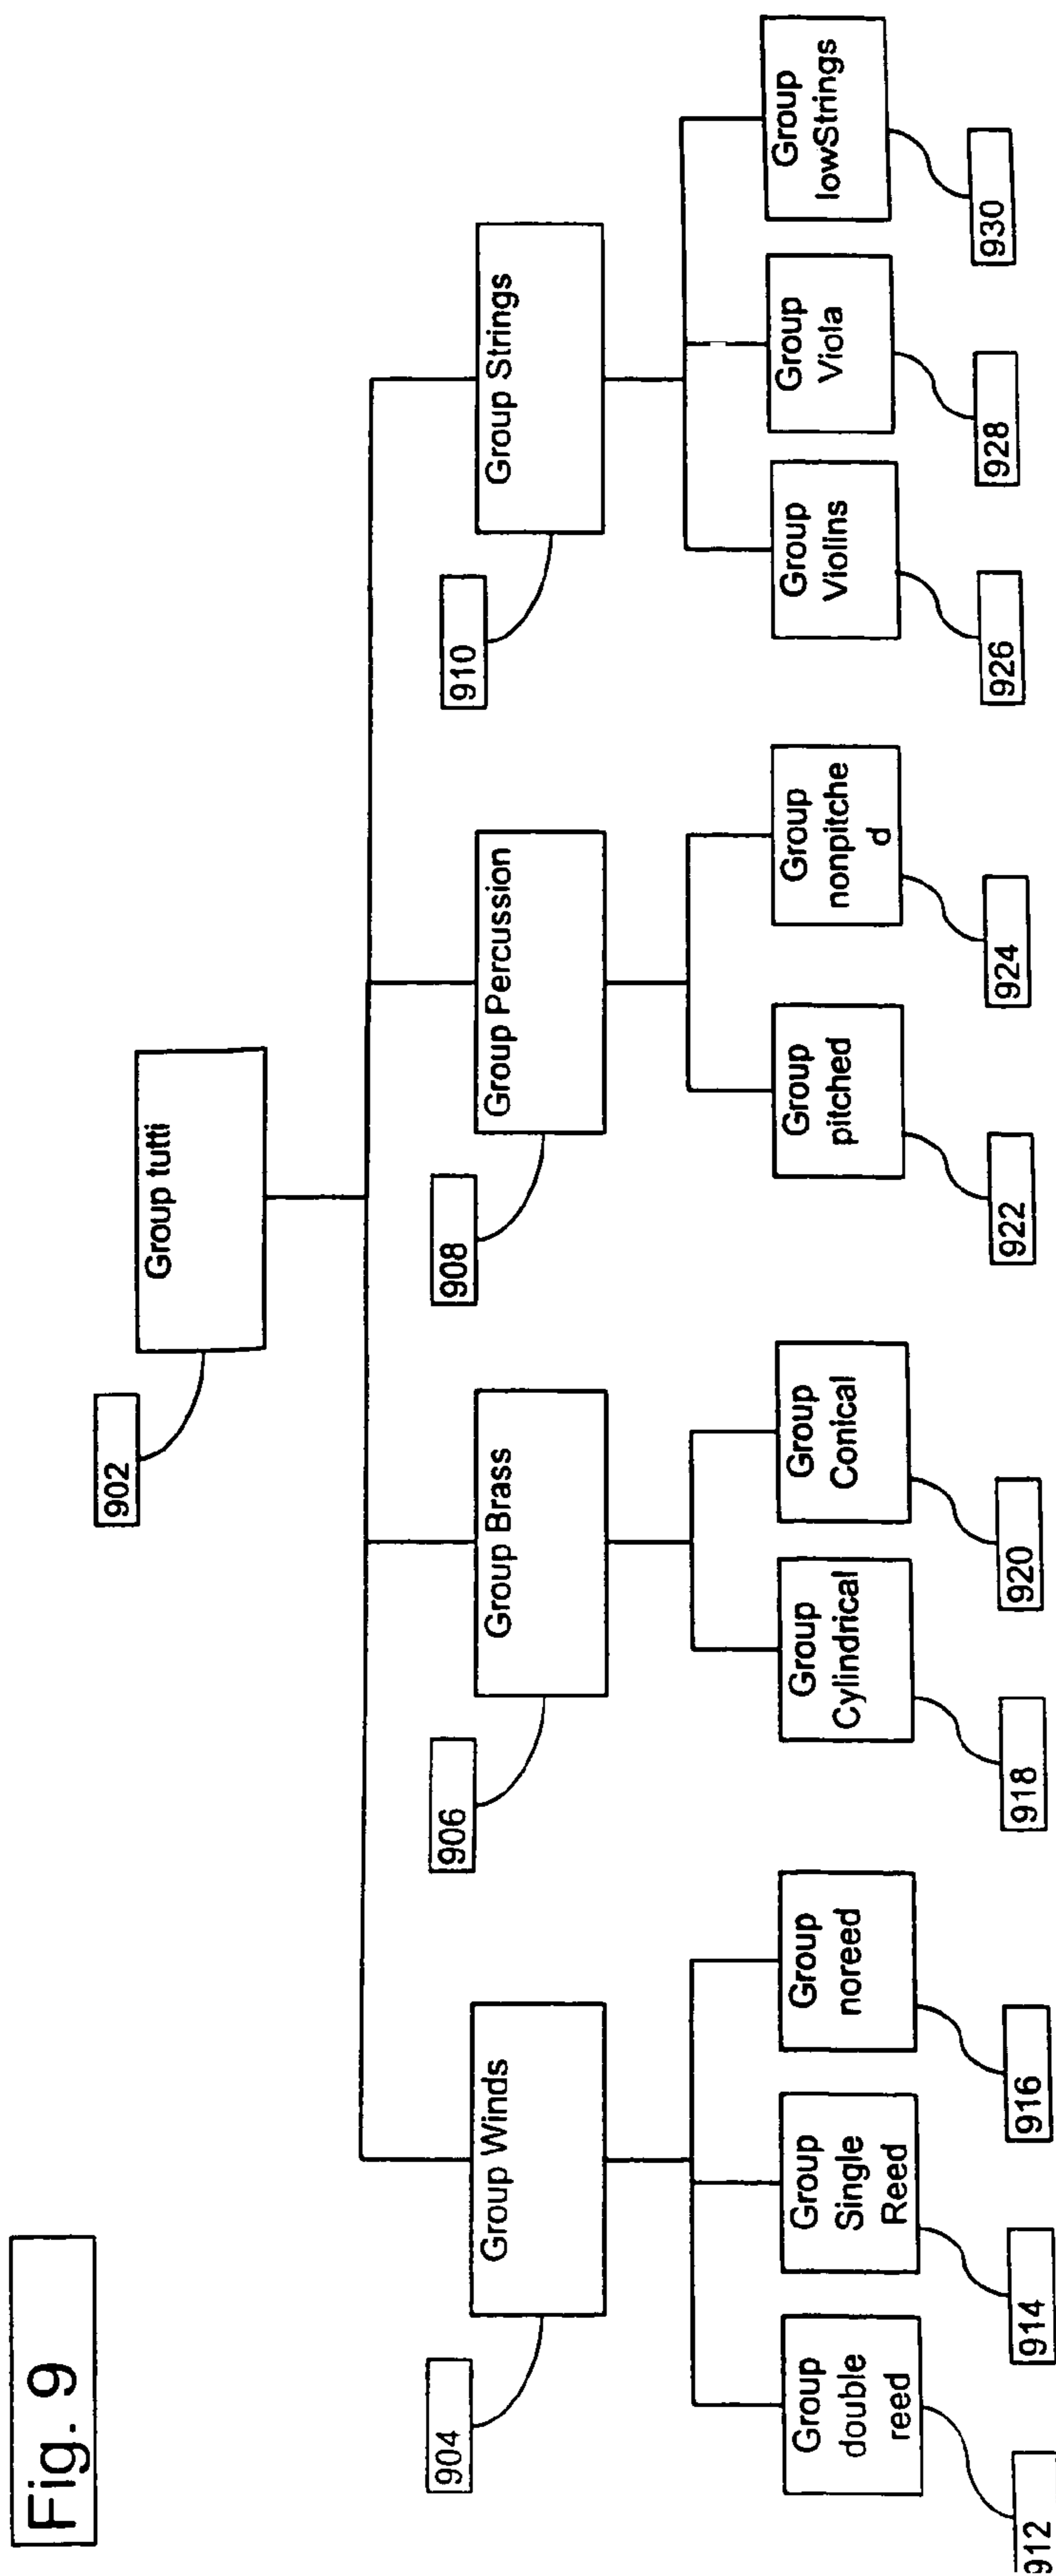 Fig. 9
902
Group tutti
904
Group Winds
906
Group Brass
908
Group Percussion
910
Group Strings
Group
double
reed
Group
Single
Reed
Group
noreed
Group
Cylindrical
Group
Conical
Group
pitched
Group
nonpitche
d
Group
Violins
Group
Viola
Group
lowStrings
912
914
916
918
920
922
924
926
928
930